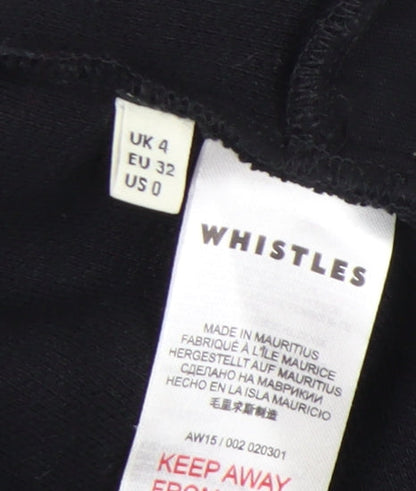 UK 4
EU 32
US 0
WHISTLES
MADE IN MAURITIUS
FABRIQUÉ À L'ÎLE MAURICE
HERGESTELLT AUF MAURITIUS
СДЕЛАНО НА МАВРИКИИ
HECHO EN LA ISLA MAURICIO
毛里求斯制造
AW15 / 002 020301
KEEP AWAY
FROM